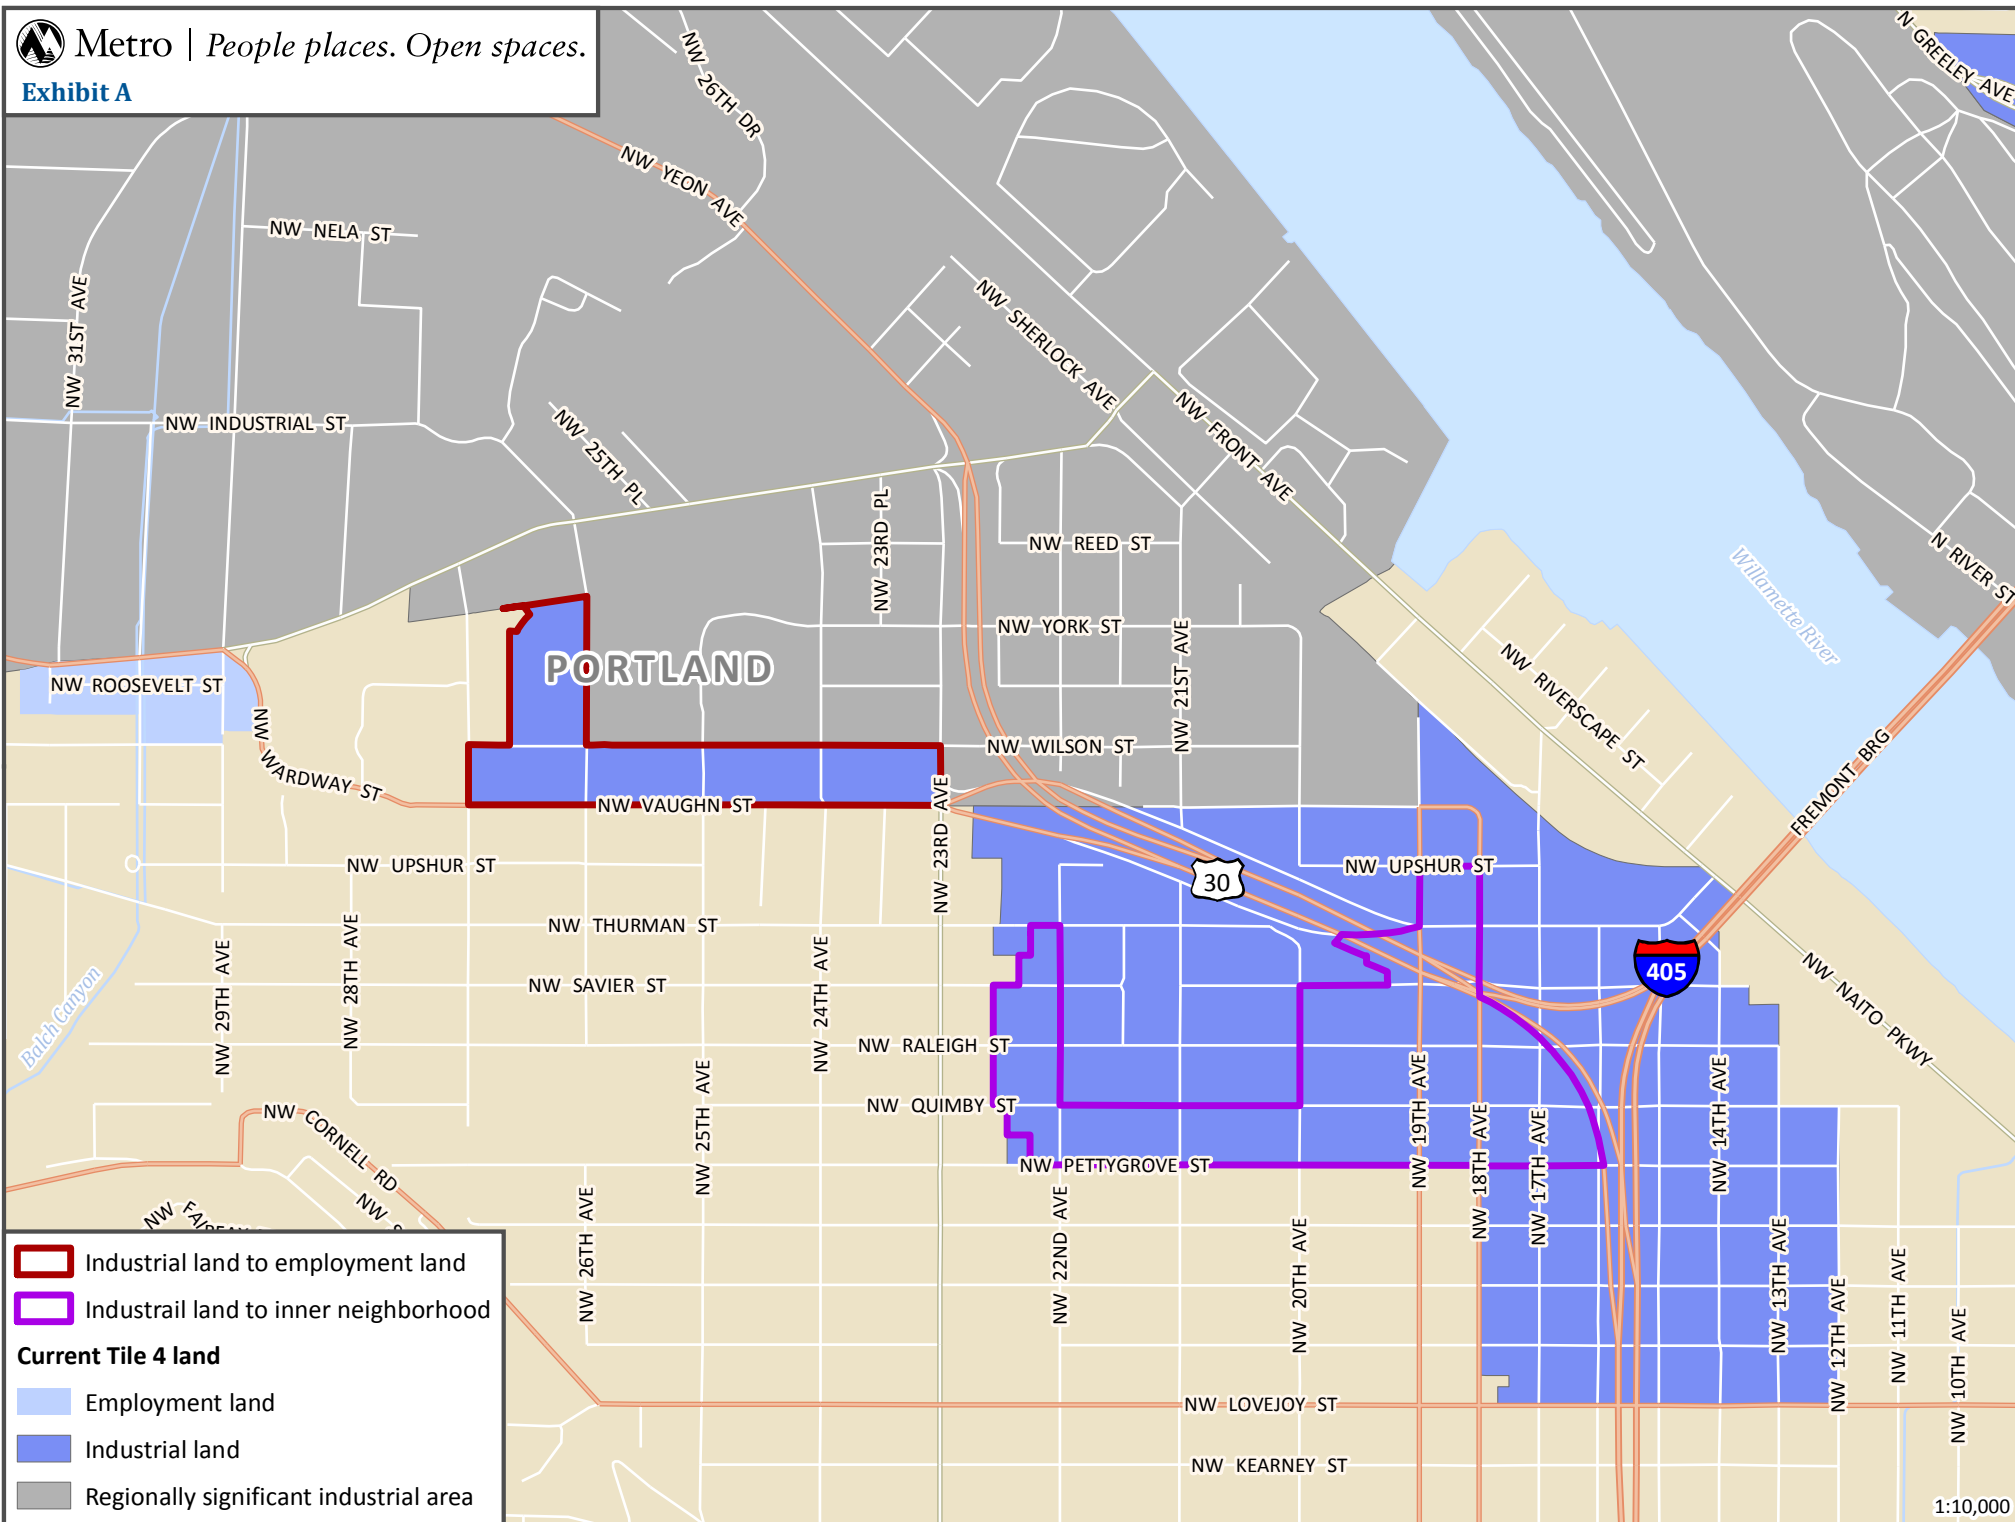 Metro | People places. Open spaces.
Exhibit A
NW 26TH DR
N GREELEY AVE
NW YEON AVE
NW NELA ST
NW 31ST AVE
NW SHERLOCK AVE
NW INDUSTRIAL ST
NW 25TH PL
NW FRONT AVE
NW 23RD PL
NW REED ST
N RIVER ST
Willamette River
NW YORK ST
PORTLAND
NW ROOSEVELT ST
NW 21ST AVE
NW RIVERSCAPE ST
NW WARDWAY ST
NW WILSON ST
FREMONT BRG
NW VAUGHN ST
NW 23RD AVE
NW UPSHUR ST
NW UPSHUR ST
30
NW THURMAN ST
405
NW 29TH AVE
NW 28TH AVE
NW SAVIER ST
NW 24TH AVE
NW NAITO PKWY
Balch Canyon
NW RALEIGH ST
NW 25TH AVE
NW QUIMBY ST
NW 19TH AVE
NW 18TH AVE
NW 17TH AVE
NW 14TH AVE
NW CORNELL RD
NW PETTYGROVE ST
NW S
NW 26TH AVE
NW 22ND AVE
NW 20TH AVE
NW 13TH AVE
NW 12TH AVE
NW 11TH AVE
NW 10TH AVE
NW LOVEJOY ST
NW KEARNEY ST
Industrial land to employment land
Industrail land to inner neighborhood
Current Tile 4 land
Employment land
Industrial land
Regionally significant industrial area
1:10,000